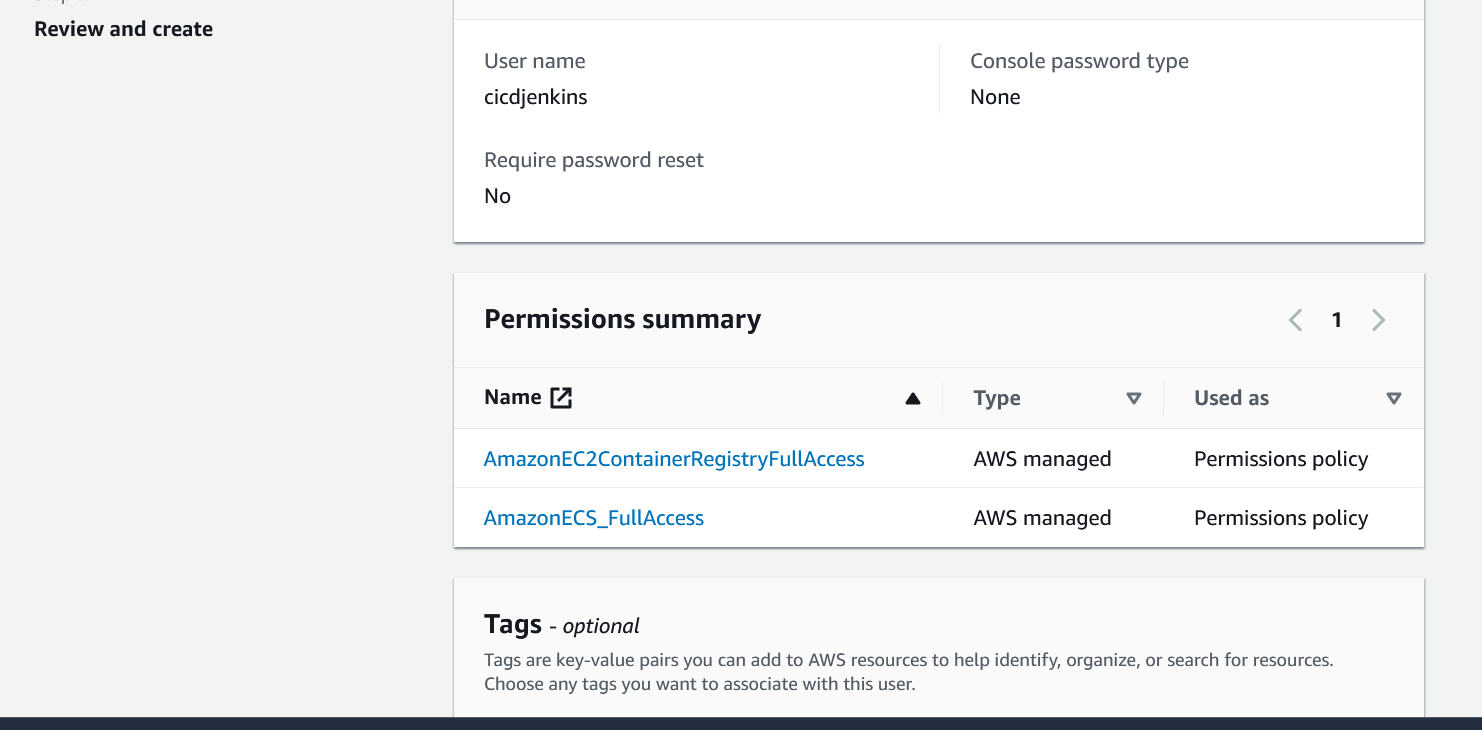 Review and create
User name
cicdjenkins
Console password type
None
Require password reset
No
Permissions summary
1
Name Type Used as
AmazonEC2ContainerRegistryFullAccess AWS managed Permissions policy
AmazonECS_FullAccess AWS managed Permissions policy
Tags - optional
Tags are key-value pairs you can add to AWS resources to help identify, organize, or search for resources.
Choose any tags you want to associate with this user.